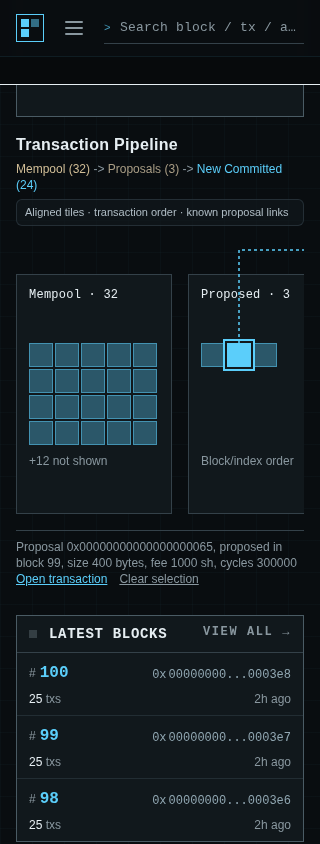 > Search block / tx / a…
Transaction Pipeline
Mempool (32) -> Proposals (3) -> New Committed
(24)
Aligned tiles · transaction order · known proposal links
Mempool · 32
Proposed · 3
+12 not shown
Block/index order
Proposal 0x00000000000000000065, proposed in
block 99, size 400 bytes, fee 1000 sh, cycles 300000
Open transaction Clear selection
LATEST BLOCKS VIEW ALL →
# 100 0x00000000...0003e8
25 txs 2h ago
# 99 0x00000000...0003e7
25 txs 2h ago
# 98 0x00000000...0003e6
25 txs 2h ago